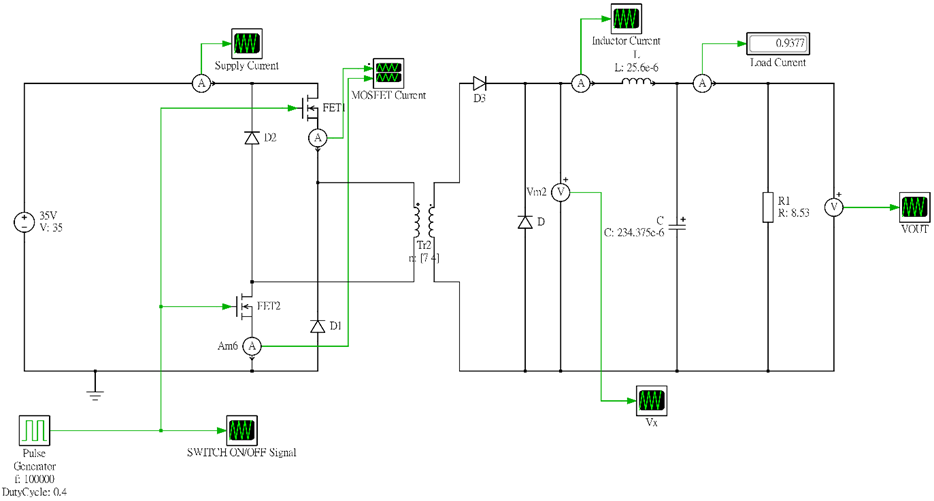 Supply Current
A
MOSFET Current
FET1
A
D2
35V
V: 35
FET2
Am6
A
D1
Tr2
n: [7 4]
D3
Inductor Current
A
L
L: 25.6e-6
0.9377
Load Current
A
Vm2
V
D
C
C: 234.375e-6
R1
R: 8.53
V
VOUT
Vx
Pulse
Generator
f: 100000
DutyCycle: 0.4
SWITCH ON/OFF Signal